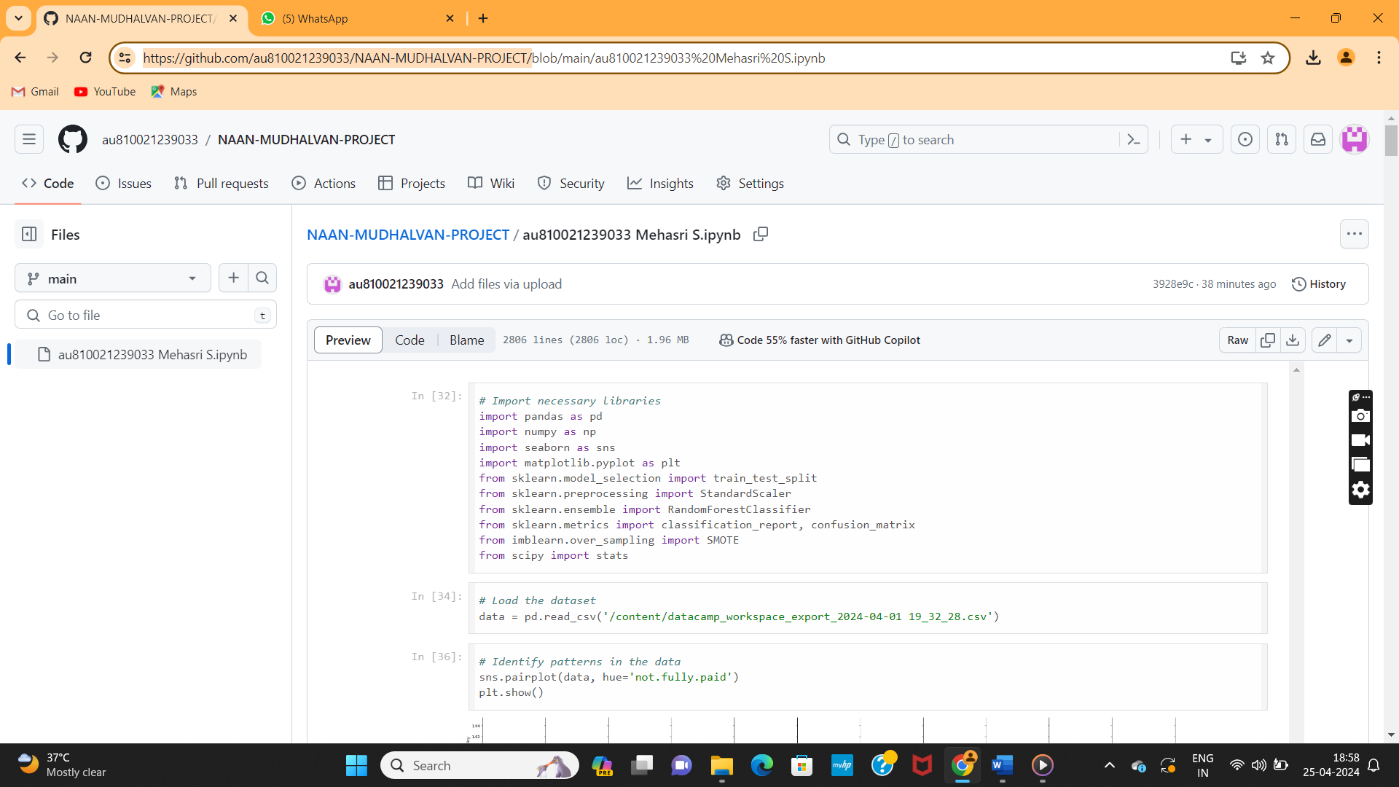 NAAN-MUDHALVAN-PROJECT/
(5) WhatsApp
https://github.com/au810021239033/NAAN-MUDHALVAN-PROJECT/blob/main/au810021239033%20Mehasri%20S.ipynb
Gmail YouTube Maps
au810021239033 / NAAN-MUDHALVAN-PROJECT
Type / to search
Code Issues Pull requests Actions Projects Wiki Security Insights Settings
Files
main
Go to file t
au810021239033 Mehasri S.ipynb
NAAN-MUDHALVAN-PROJECT / au810021239033 Mehasri S.ipynb
au810021239033 Add files via upload 3928e9c · 38 minutes ago History
Preview Code Blame 2806 lines (2806 loc) · 1.96 MB Code 55% faster with GitHub Copilot Raw
In [32]:
# Import necessary libraries
import pandas as pd
import numpy as np
import seaborn as sns
import matplotlib.pyplot as plt
from sklearn.model_selection import train_test_split
from sklearn.preprocessing import StandardScaler
from sklearn.ensemble import RandomForestClassifier
from sklearn.metrics import classification_report, confusion_matrix
from imblearn.over_sampling import SMOTE
from scipy import stats
In [34]:
# Load the dataset
data = pd.read_csv('/content/datacamp_workspace_export_2024-04-01 19_32_28.csv')
In [36]:
# Identify patterns in the data
sns.pairplot(data, hue='not.fully.paid')
plt.show()
37°C
Mostly clear
Search
PRE
myhp
ENG
IN
18:58
25-04-2024